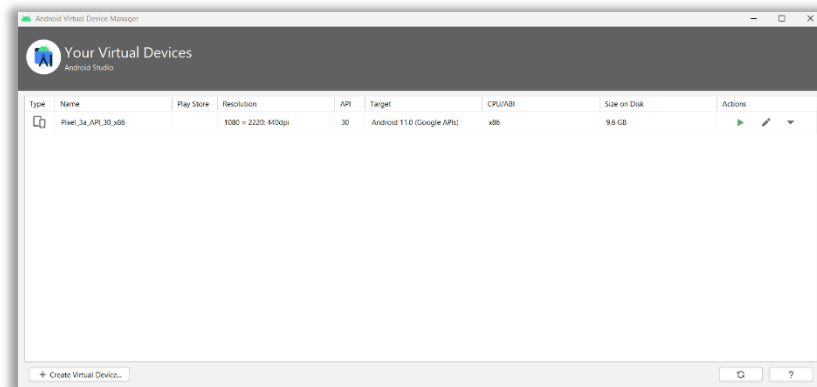 Android Virtual Device Manager
Your Virtual Devices
Android Studio
Type Name Play Store Resolution API Target CPU/ABI Size on Disk Actions
Pixel_3a_API_30_x86 1080 × 2220: 440dpi 30 Android 11.0 (Google APIs) x86 9,6 GB
+ Create Virtual Device...
?